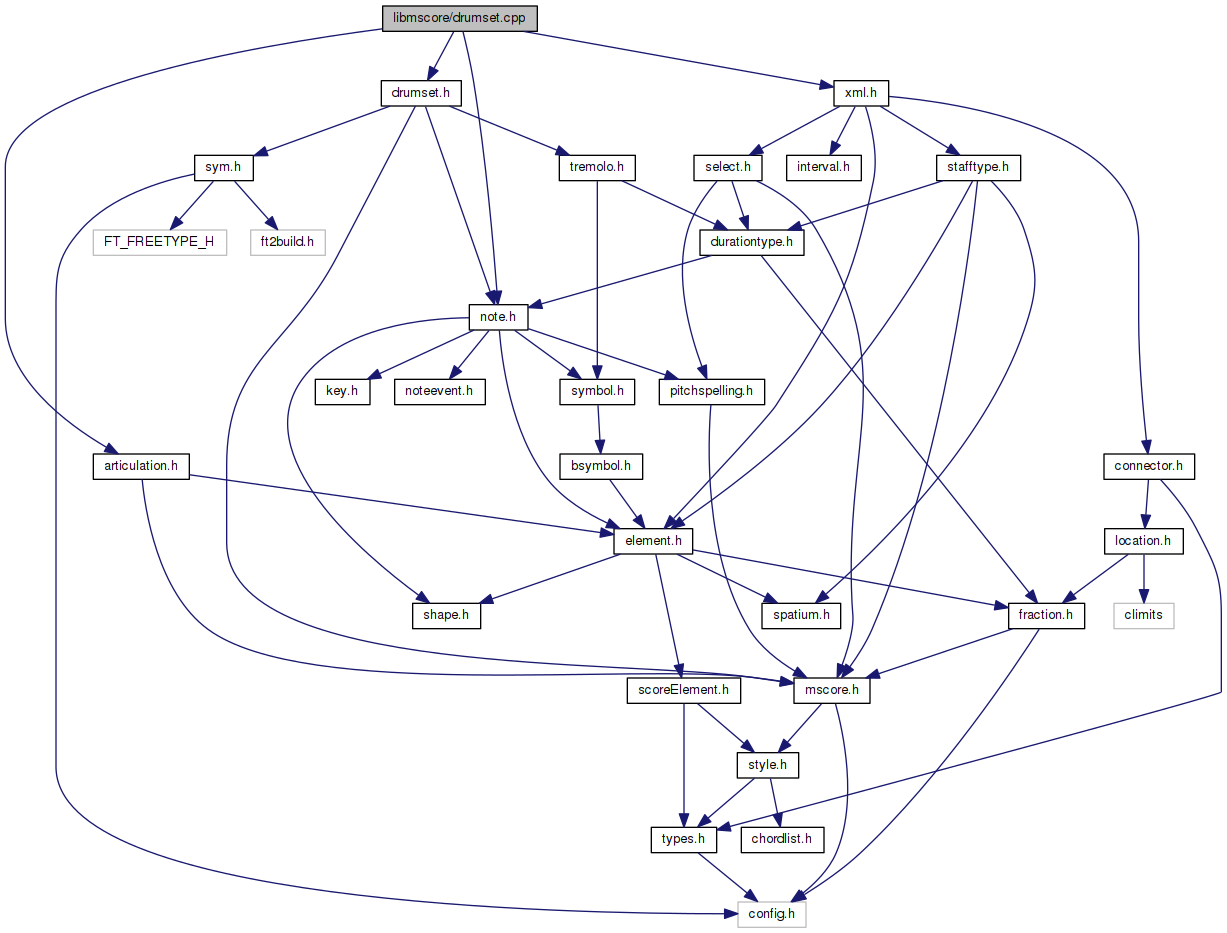 libmscore/drumset.cpp
drumset.h
xml.h
sym.h
tremolo.h
select.h
interval.h
stafftype.h
FT_FREETYPE_H
ft2build.h
durationtype.h
note.h
key.h
noteevent.h
symbol.h
pitchspelling.h
articulation.h
bsymbol.h
connector.h
element.h
location.h
shape.h
spatium.h
fraction.h
climits
scoreElement.h
mscore.h
style.h
types.h
chordlist.h
config.h